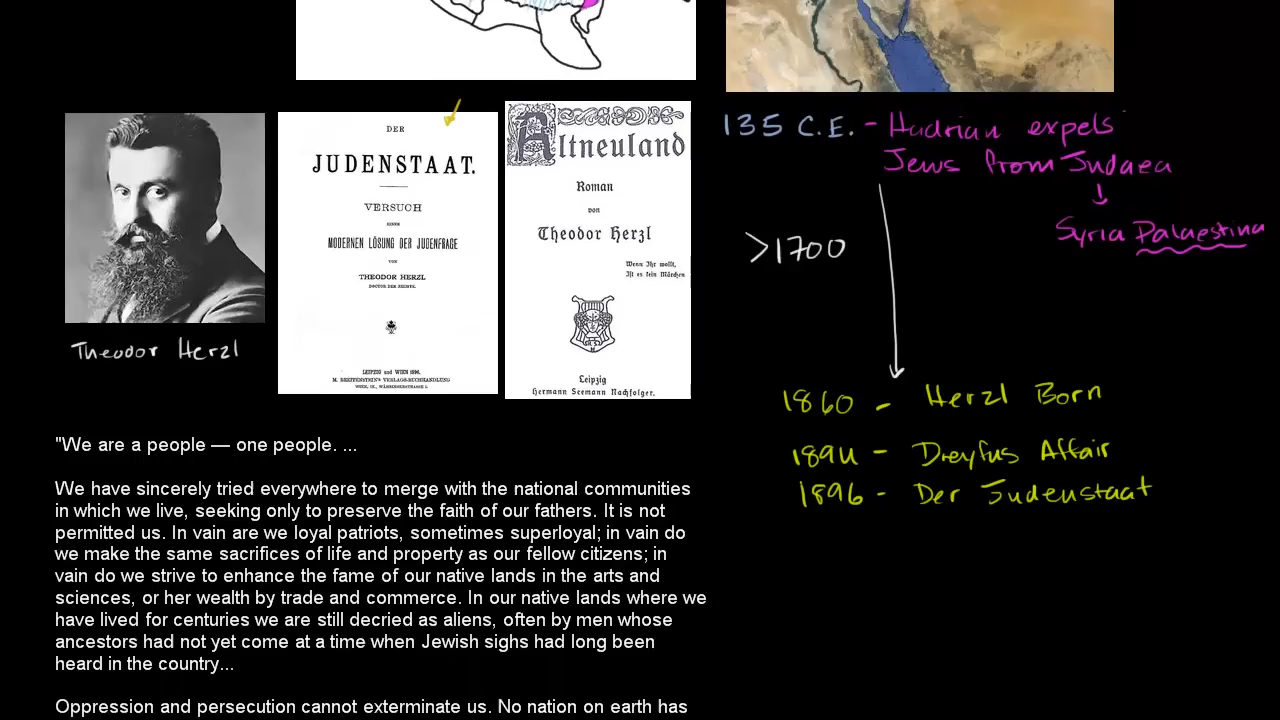 DER
JUDENSTAAT.
VERSUCH
EINER
MODERNEN LÖSUNG DER JUDENFRAGE
VON
THEODOR HERZL
DOCTOR DER RECHTE.
LEIPZIG und WIEN 1896.
M. BREITENSTEIN'S VERLAGS-BUCHHANDLUNG
WIEN, IX., WÄHRINGERSTRASSE 5.
Altneuland
Roman
von
Theodor Herzl
Wenn Ihr wollt,
Ist es kein Märchen
Leipzig
Hermann Seemann Nachfolger.
Theodor Herzl
135 C.E. - Hadrian expels
Jews from Judaea
Syria Palaestina
>1700
1860 - Herzl Born
1894 - Dreyfus Affair
1896 - Der Judenstaat
"We are a people — one people. ...
We have sincerely tried everywhere to merge with the national communities
in which we live, seeking only to preserve the faith of our fathers. It is not
permitted us. In vain are we loyal patriots, sometimes superloyal; in vain do
we make the same sacrifices of life and property as our fellow citizens; in
vain do we strive to enhance the fame of our native lands in the arts and
sciences, or her wealth by trade and commerce. In our native lands where we
have lived for centuries we are still decried as aliens, often by men whose
ancestors had not yet come at a time when Jewish sighs had long been
heard in the country...
Oppression and persecution cannot exterminate us. No nation on earth has